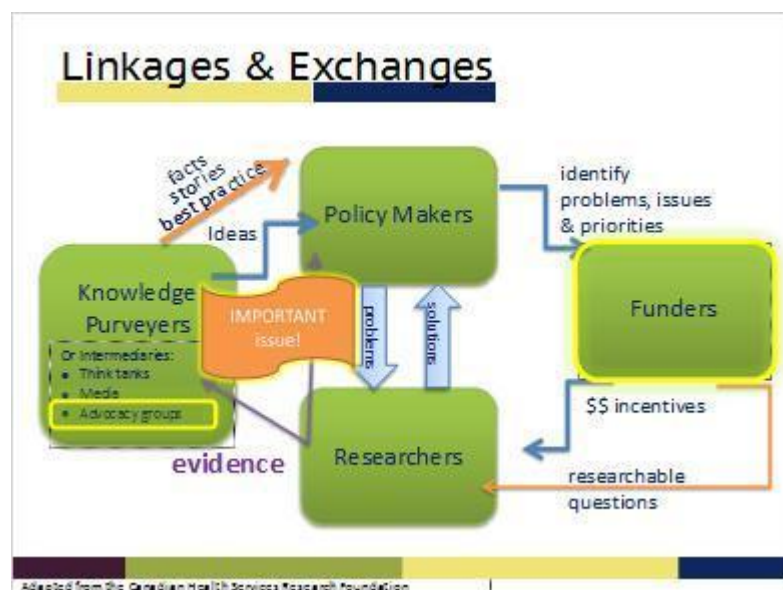 Linkages & Exchanges
facts
stories
best practice
Ideas
Policy Makers
identify
problems, issues
& priorities
Knowledge
Purveyers
Or Intermediaries:
Think tanks
Media
Advocacy groups
IMPORTANT
issue!
problems
solutions
Funders
$$ incentives
evidence
Researchers
researchable
questions
Adapted from the Canadian Health Services Research Foundation